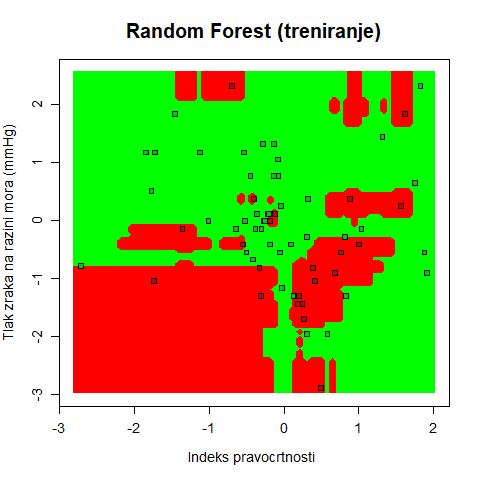 Random Forest (treniranje)
Tlak zraka na razini mora (mmHg)
2
1
0
-1
-2
-3
-3 -2 -1 0 1 2
Indeks pravocrtnosti